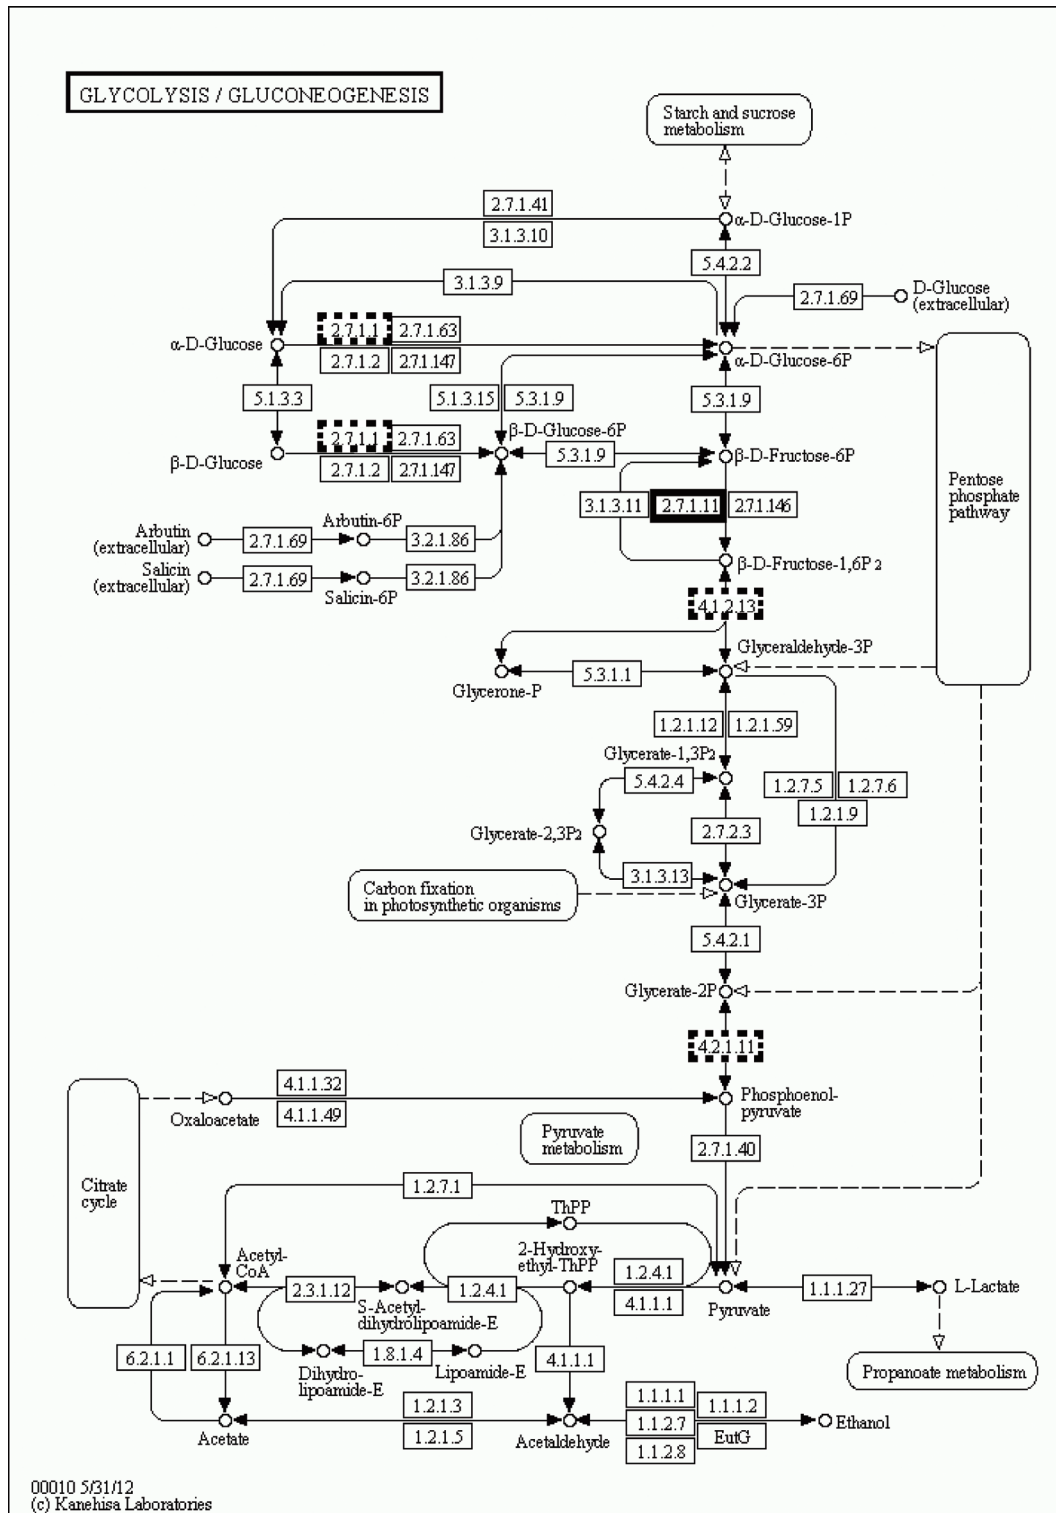 GLYCOLYSIS / GLUCONEOGENESIS
Starch and sucrose
metabolism
2.7.1.41
3.1.3.10
α-D-Glucose-1P
5.4.2.2
3.1.3.9
2.7.1.69
D-Glucose
(extracellular)
2.7.1.1
2.7.1.63
α-D-Glucose
2.7.1.2
2.7.1.147
α-D-Glucose-6P
5.1.3.3
5.1.3.15
5.3.1.9
5.3.1.9
2.7.1.1
2.7.1.63
β-D-Glucose-6P
β-D-Glucose
2.7.1.2
2.7.1.147
5.3.1.9
β-D-Fructose-6P
Pentose
phosphate
pathway
3.1.3.11
2.7.1.11
2.7.1.146
Arbutin
(extracellular)
2.7.1.69
Arbutin-6P
3.2.1.86
β-D-Fructose-1,6P2
Salicin
(extracellular)
2.7.1.69
Salicin-6P
3.2.1.86
4.1.2.13
Glyceraldehyde-3P
5.3.1.1
Glycerone-P
1.2.1.12
1.2.1.59
Glycerate-1,3P2
5.4.2.4
1.2.7.5
1.2.7.6
1.2.1.9
Glycerate-2,3P2
2.7.2.3
3.1.3.13
Carbon fixation
in photosynthetic organisms
Glycerate-3P
5.4.2.1
Glycerate-2P
4.2.1.11
4.1.1.32
Oxaloacetate
4.1.1.49
Phosphoenol-
pyruvate
Pyruvate
metabolism
2.7.1.40
Citrate
cycle
1.2.7.1
ThPP
Acetyl-
CoA
2-Hydroxy-
ethyl-ThPP
2.3.1.12
S-Acetyl-
dihydrolipoamide-E
1.2.4.1
1.2.4.1
4.1.1.1
Pyruvate
1.1.1.27
L-Lactate
6.2.1.1
6.2.1.13
Dihydro-
lipoamide-E
1.8.1.4
Lipoamide-E
4.1.1.1
Propanoate metabolism
1.2.1.3
1.2.1.5
Acetate
Acetaldehyde
1.1.1.1
1.1.2.7
1.1.2.8
1.1.1.2
EutG
Ethanol
00010 5/31/12
(c) Kanehisa Laboratories